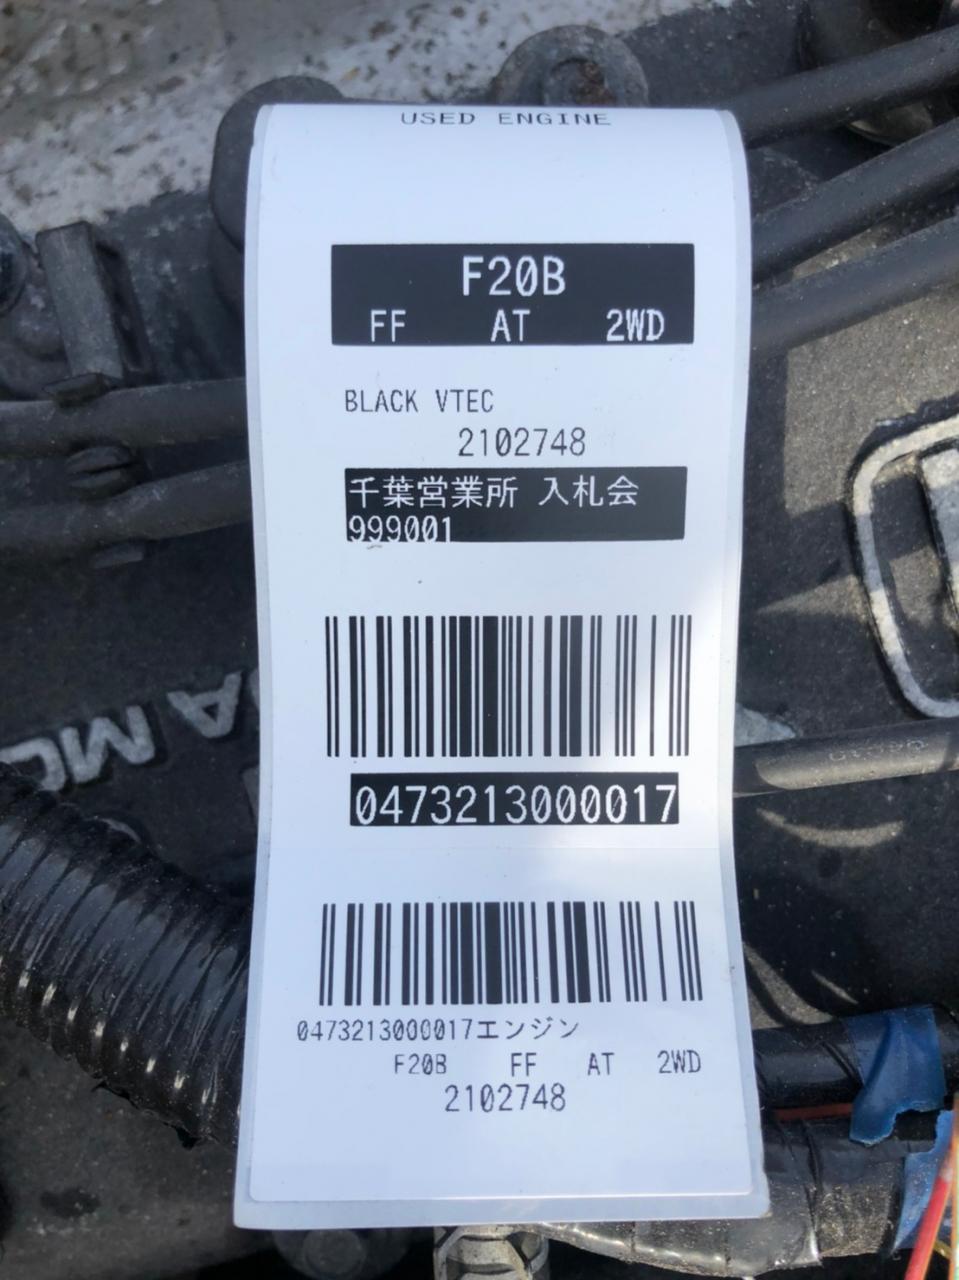 USED ENGINE
F20B
FF AT 2WD
BLACK VTEC
2102748
千葉営業所 入札会
999001
0473213000017
0473213000017エンジン
F20B FF AT 2WD
2102748